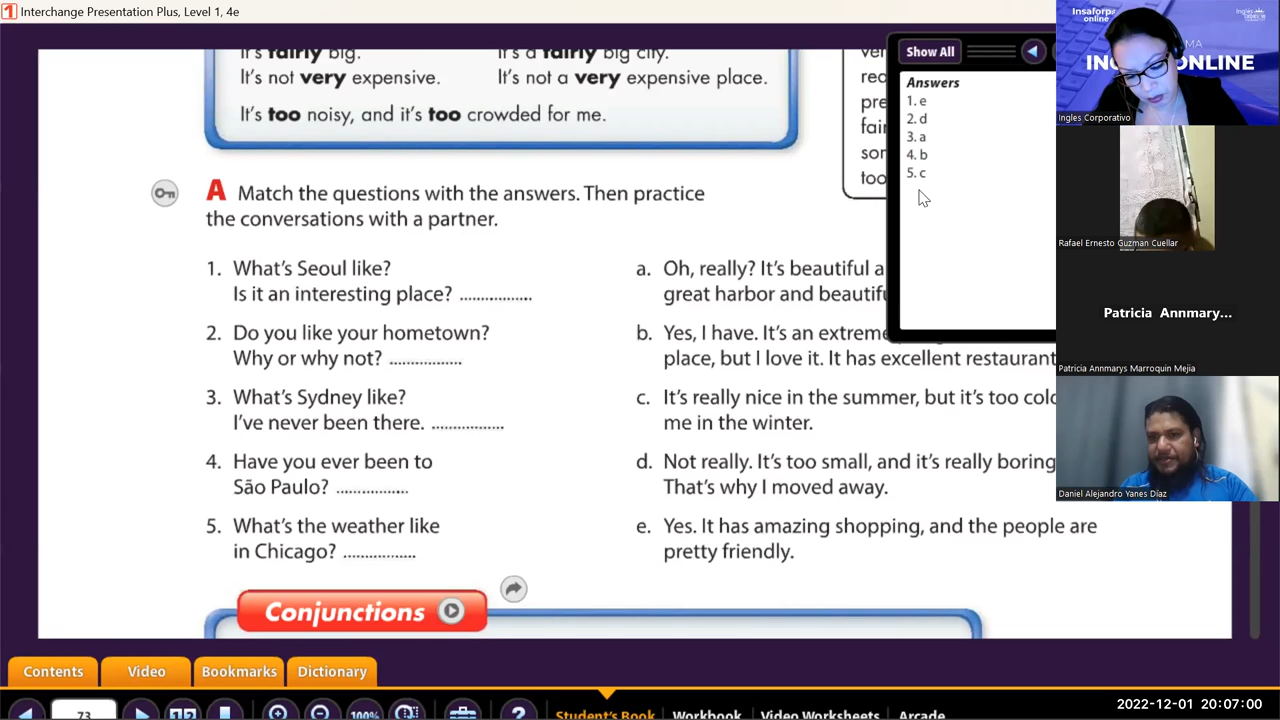 Interchange Presentation Plus, Level 1, 4e
It's fairly big.
It's a fairly big city.
It's not very expensive.
It's not a very expensive place.
It's too noisy, and it's too crowded for me.
A Match the questions with the answers. Then practice
the conversations with a partner.
1. What's Seoul like?
Is it an interesting place? ................
2. Do you like your hometown?
Why or why not? ................
3. What's Sydney like?
I've never been there. ................
4. Have you ever been to
São Paulo? ................
5. What's the weather like
in Chicago? ................
a. Oh, really? It's beautiful a
great harbor and beautifu
b. Yes, I have. It's an extreme
place, but I love it. It has excellent restaurant
c. It's really nice in the summer, but it's too col
me in the winter.
d. Not really. It's too small, and it's really boring
That's why I moved away.
e. Yes. It has amazing shopping, and the people are
pretty friendly.
Conjunctions
Show All
Answers
1. e
2. d
3. a
4. b
5. c
too
Insaforp
online
Inglés
INGL ONLINE
Ingles Corporativo
Rafael Ernesto Guzman Cuellar
Patricia Annmary...
Patricia Annmarys Marroquin Mejia
Daniel Alejandro Yanes Díaz
Contents
Video
Bookmarks
Dictionary
73
100%
?
Student's Book
Workbook
Video Worksheets
Arcade
2022-12-01 20:07:00